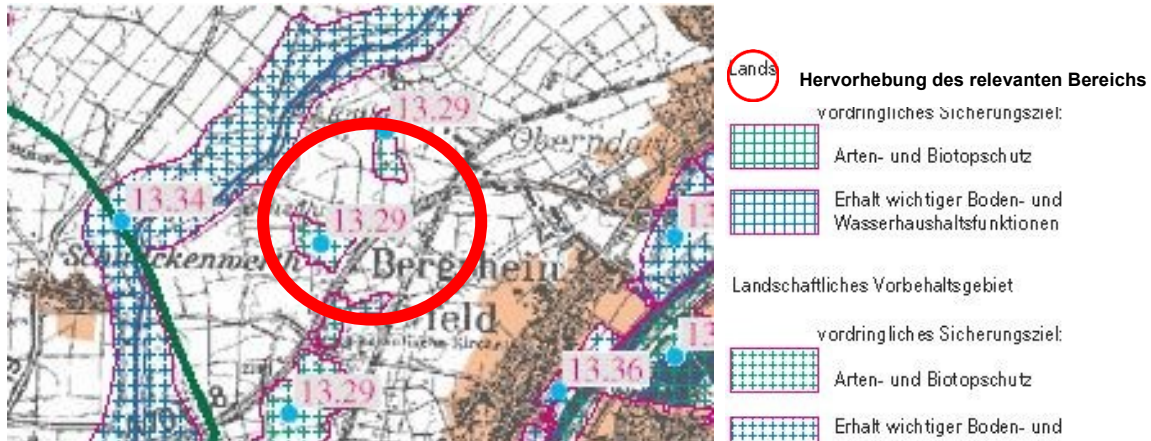 13.29
Oberndorf
13.34
13.29
Bergrhein
feld
13.29
13.36
Lands
Hervorhebung des relevanten Bereichs
vordringliches Sicherungsziel:
Arten- und Biotopschutz
Erhalt wichtiger Boden- und
Wasserhaushaltsfunktionen
Landschaftliches Vorbehaltsgebiet
vordringliches Sicherungsziel:
Arten- und Biotopschutz
Erhalt wichtiger Boden- und